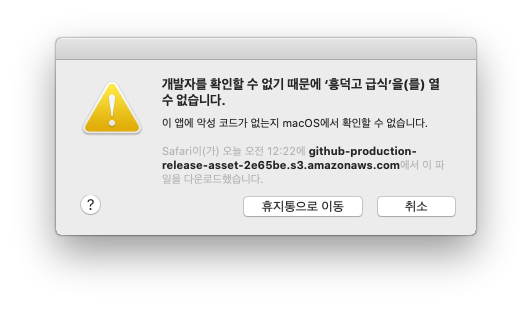 개발자를 확인할 수 없기 때문에 ‘흥덕고 급식’을(를) 열
수 없습니다.
이 앱에 악성 코드가 없는지 macOS에서 확인할 수 없습니다.
Safari이(가) 오늘 오전 12:22에 github-production-
release-asset-2e65be.s3.amazonaws.com에서 이 파
일을 다운로드했습니다.
?
휴지통으로 이동
취소